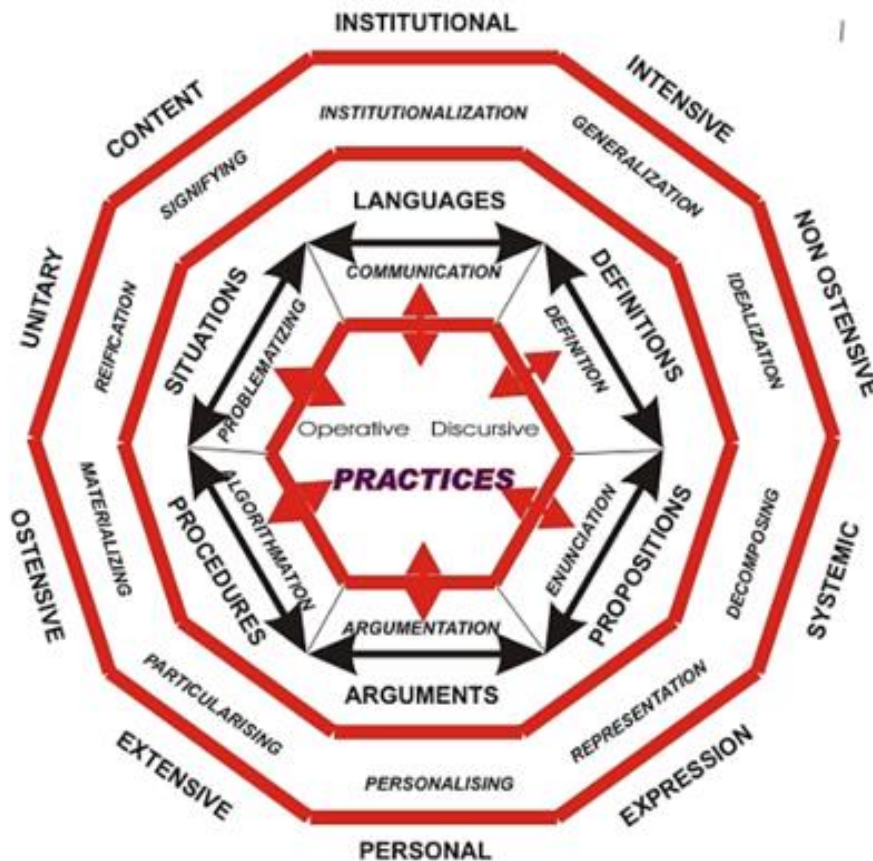 INSTITUTIONAL
INTENSIVE
NON OSTENSIVE
SYSTEMIC
EXPRESSION
PERSONAL
EXTENSIVE
OSTENSIVE
UNITARY
CONTENT
INSTITUTIONALIZATION
GENERALIZATION
IDEALIZATION
DECOMPOSING
REPRESENTATION
PERSONALISING
PARTICULARISING
MATERIALIZING
REIFICATION
SIGNIFYING
LANGUAGES
DEFINITIONS
PROPOSITIONS
ARGUMENTS
PROCEDURES
SITUATIONS
COMMUNICATION
DEFINITION
ENUNCIATION
ARGUMENTATION
ALGORITHMATION
PROBLEMATIZING
Operative Discursive
PRACTICES